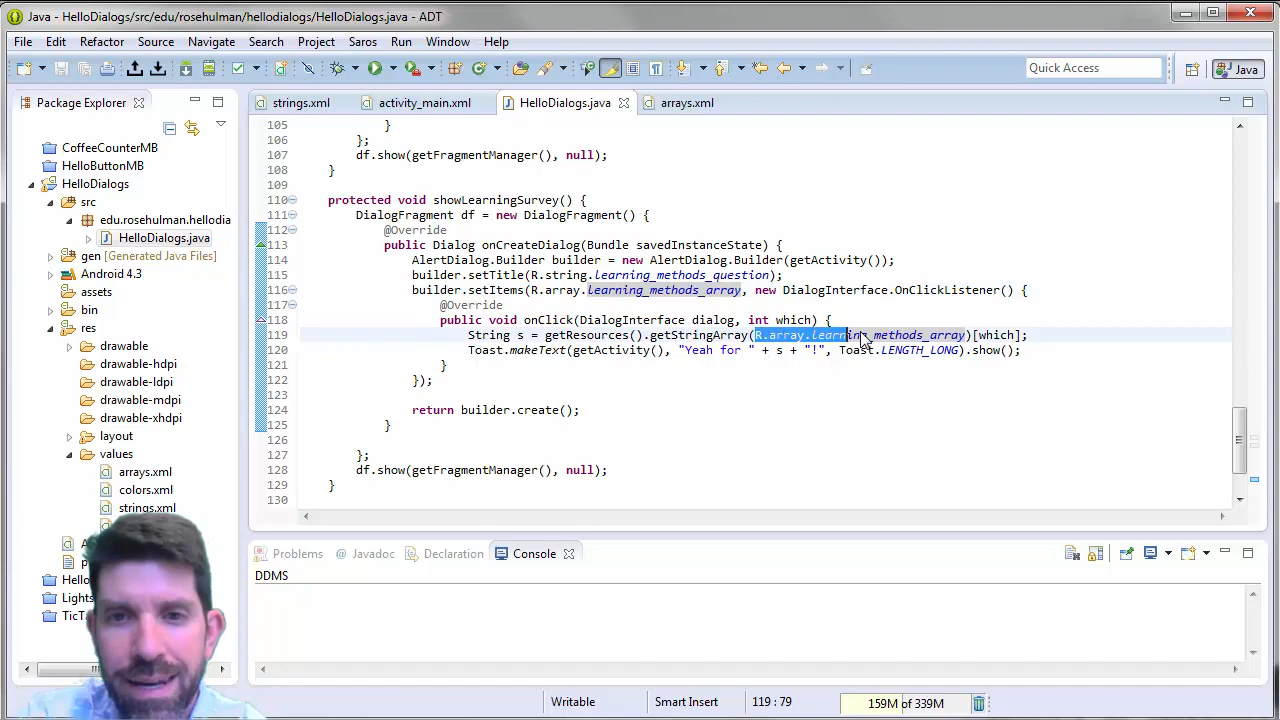 Java - HelloDialogs/src/edu/rosehulman/hellodialogs/HelloDialogs.java - ADT
File Edit Refactor Source Navigate Search Project Saros Run Window Help
Quick Access
Java
Package Explorer
CoffeeCounterMB
HelloButtonMB
HelloDialogs
src
edu.rosehulman.hellodia
HelloDialogs.java
gen [Generated Java Files]
Android 4.3
assets
bin
res
drawable
drawable-hdpi
drawable-ldpi
drawable-mdpi
drawable-xhdpi
layout
values
arrays.xml
colors.xml
strings.xml
Lights
TicT
strings.xml activity_main.xml HelloDialogs.java arrays.xml
105 }
106 };
107 df.show(getFragmentManager(), null);
108 }
109
110 protected void showLearningSurvey() {
111 DialogFragment df = new DialogFragment() {
112 @Override
113 public Dialog onCreateDialog(Bundle savedInstanceState) {
114 AlertDialog.Builder builder = new AlertDialog.Builder(getActivity());
115 builder.setTitle(R.string.learning_methods_question);
116 builder.setItems(R.array.learning_methods_array, new DialogInterface.OnClickListener() {
117 @Override
118 public void onClick(DialogInterface dialog, int which) {
119 String s = getResources().getStringArray(R.array.learning_methods_array)[which];
120 Toast.makeText(getActivity(), "Yeah for " + s + "!", Toast.LENGTH_LONG).show();
121 }
122 });
123
124 return builder.create();
125 }
126
127 };
128 df.show(getFragmentManager(), null);
129 }
130
Problems Javadoc Declaration Console
DDMS
Writable Smart Insert 119 : 79 159M of 339M